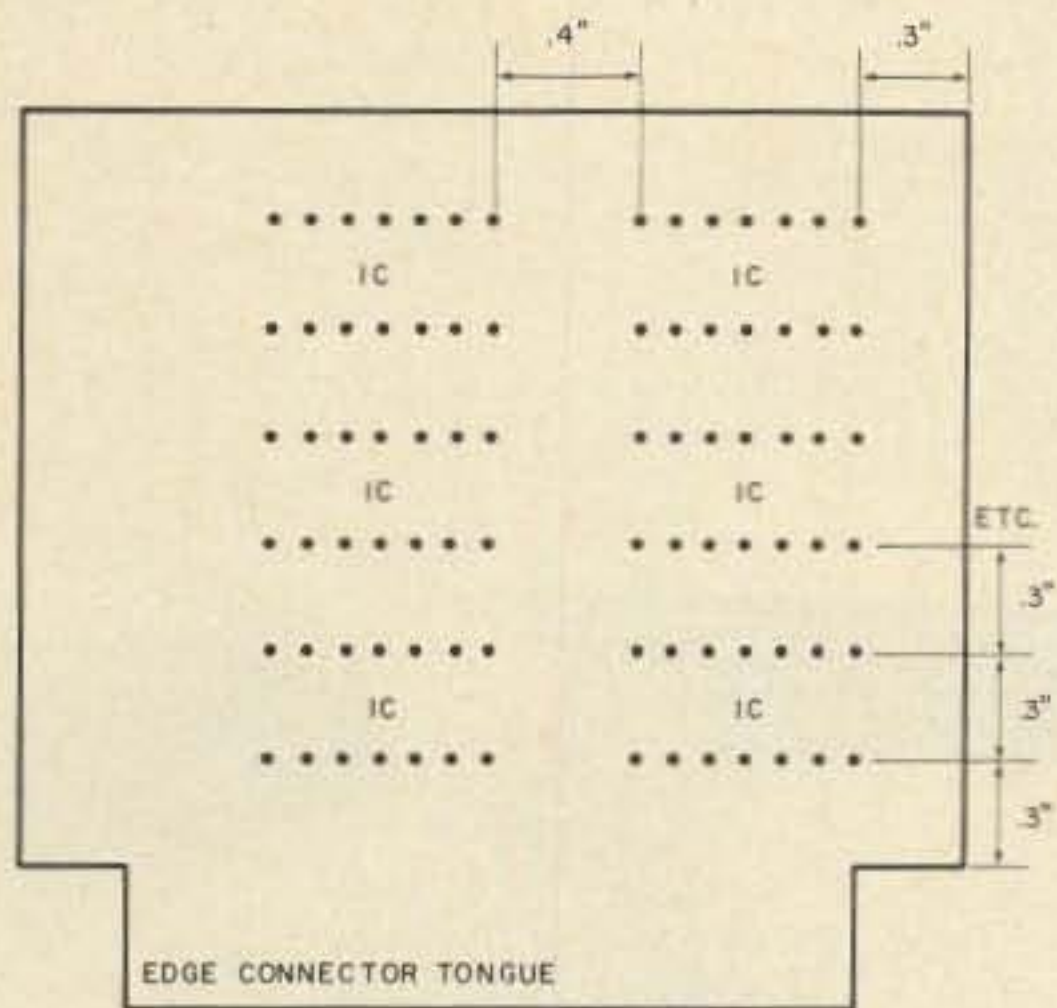 .4" .3"
IC IC
IC IC
ETC.
.3"
IC IC
.3"
.3"
EDGE CONNECTOR TONGUE